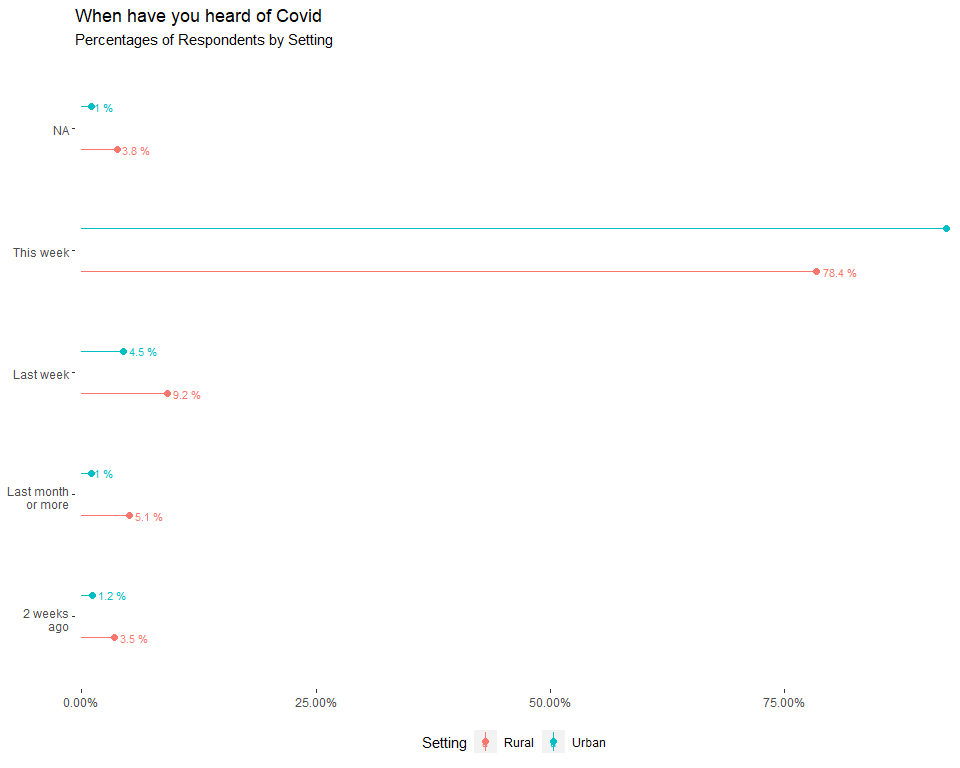 When have you heard of Covid
Percentages of Respondents by Setting
1 %
NA
3.8 %
This week
78.4 %
4.5 %
Last week
9.2 %
1 %
Last month
or more
5.1 %
1.2 %
2 weeks
ago
3.5 %
0.00% 25.00% 50.00% 75.00%
Setting Rural Urban